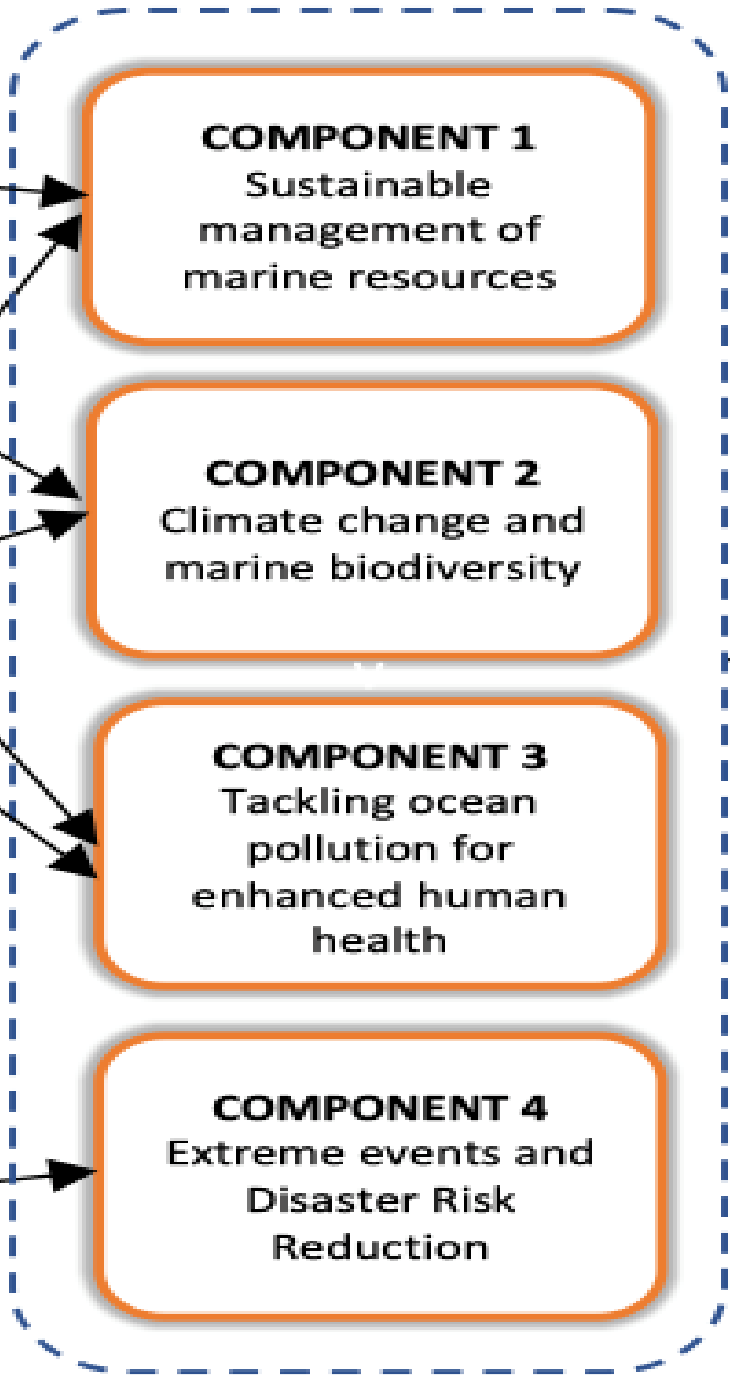 COMPONENT 1
Sustainable
management of
marine resources
COMPONENT 2
Climate change and
marine biodiversity
COMPONENT 3
Tackling ocean
pollution for
enhanced human
health
COMPONENT 4
Extreme events and
Disaster Risk
Reduction